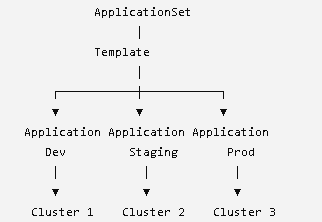 ApplicationSet
Template
Application Application Application
Dev Staging Prod
Cluster 1 Cluster 2 Cluster 3